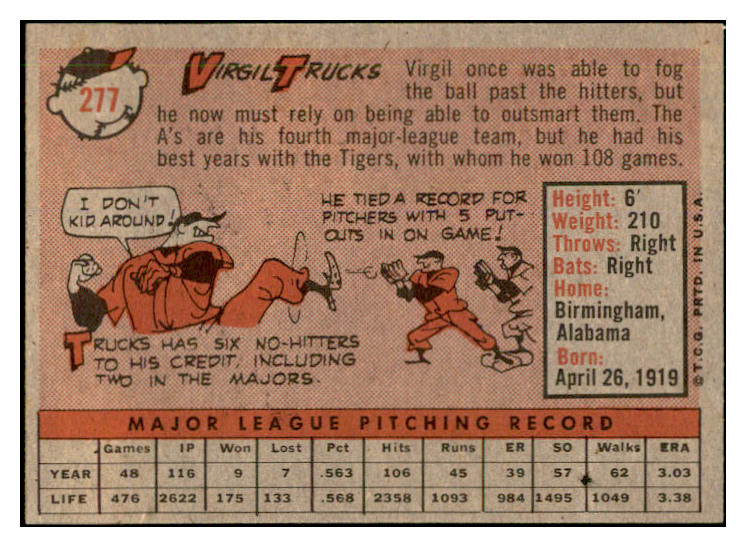 277
VIRGIL TRUCKS
Virgil once was able to fog
the ball past the hitters, but
he now must rely on being able to outsmart them. The
A's are his fourth major-league team, but he had his
best years with the Tigers, with whom he won 108 games.
I DON'T
KID AROUND!
HE TIED A RECORD FOR
PITCHERS WITH 5 PUT-
OUTS IN ON GAME!
TRUCKS HAS SIX NO-HITTERS
TO HIS CREDIT, INCLUDING
TWO IN THE MAJORS.
Height: 6'
Weight: 210
Throws: Right
Bats: Right
Home:
Birmingham,
Alabama
Born:
April 26, 1919
© T.C.G. PRTD. IN U.S.A.
MAJOR LEAGUE PITCHING RECORD
Games IP Won Lost Pct Hits Runs ER SO Walks ERA
YEAR 48 116 9 7 .563 106 45 39 57 62 3.03
LIFE 476 2622 175 133 .568 2358 1093 984 1495 1049 3.38